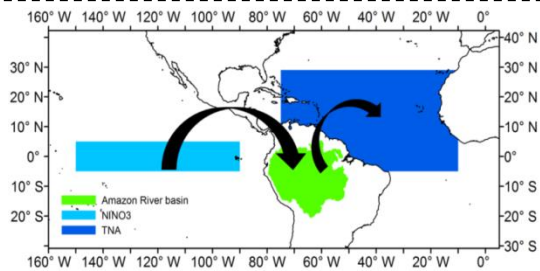 160° W 140° W 120° W 100° W 80° W 60° W 40° W 20° W 0°
40° N
30° N 30° N
20° N 20° N
10° N 10° N
0° 0°
10° S 10° S
Amazon River basin
NINO3
20° S 20° S
TNA
30° S
160° W 140° W 120° W 100° W 80° W 60° W 40° W 20° W 0°